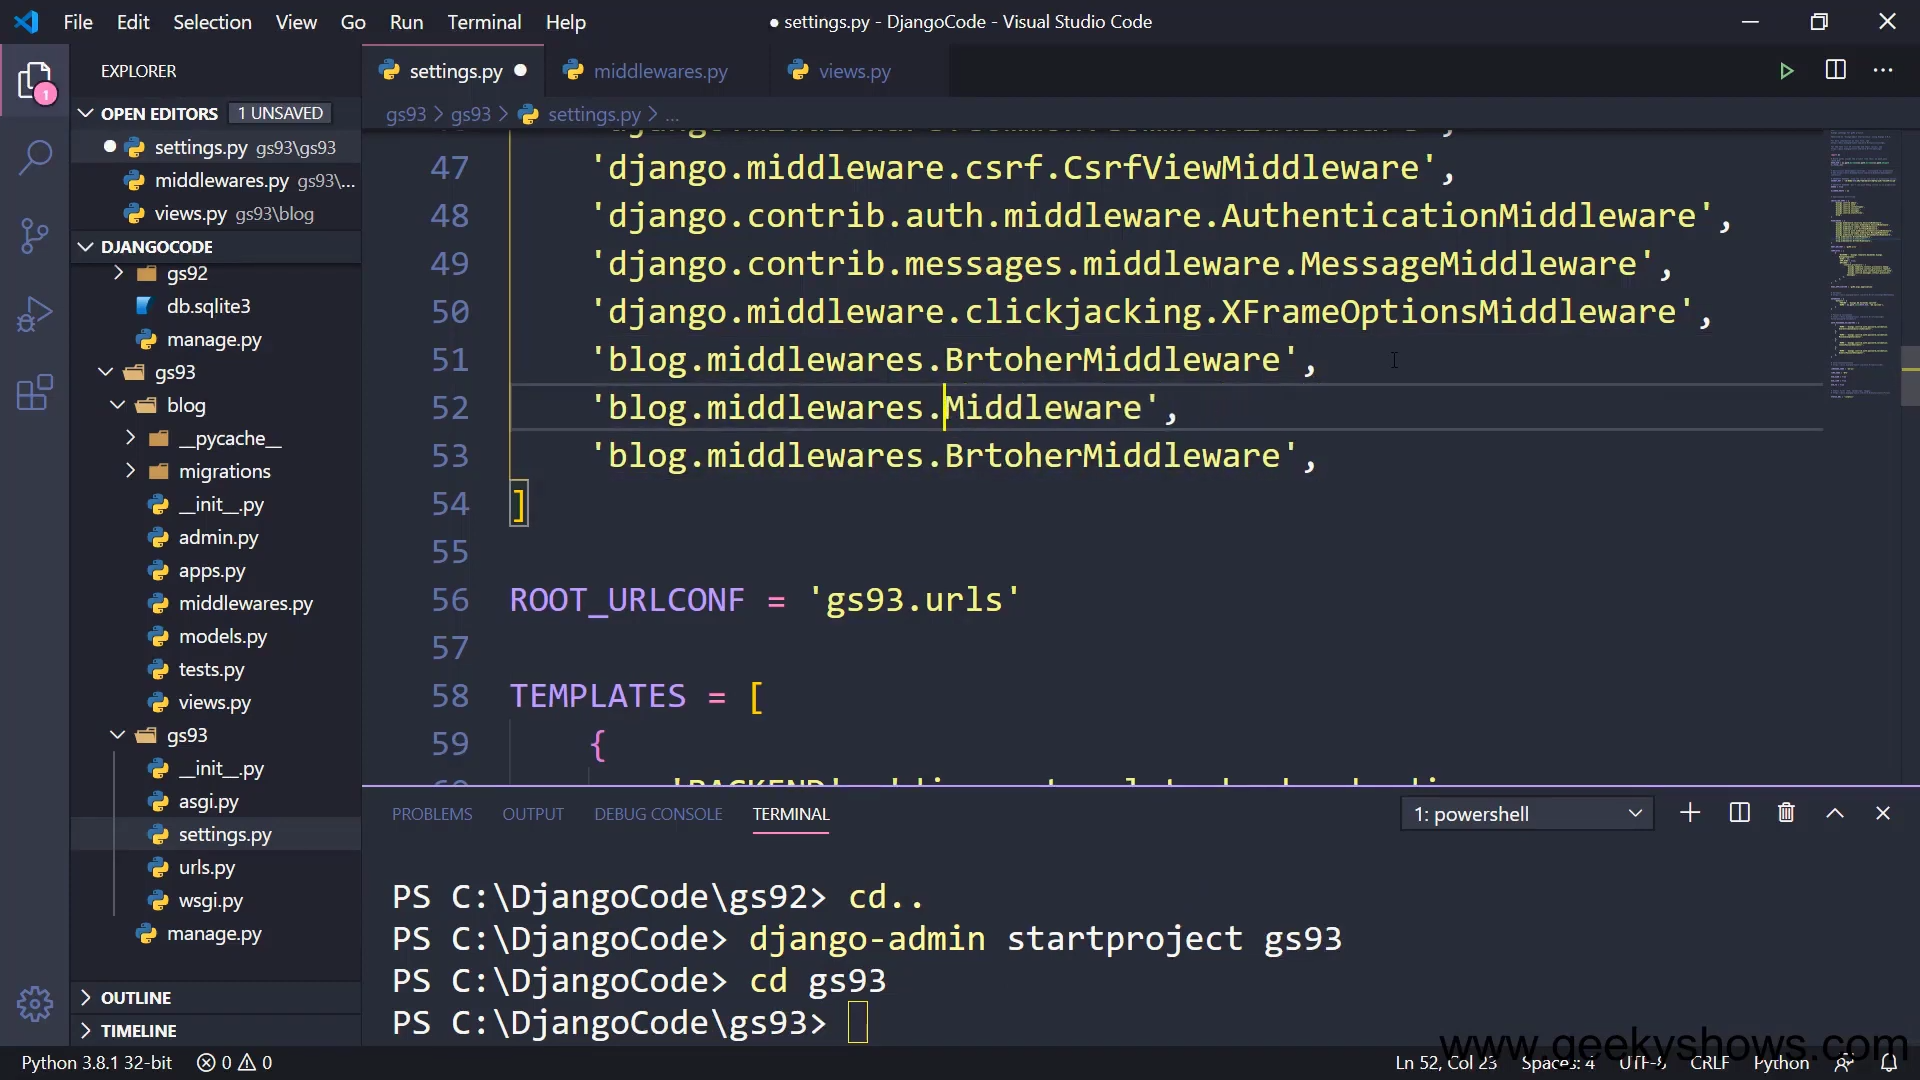 File Edit Selection View Go Run Terminal Help
● settings.py - DjangoCode - Visual Studio Code
EXPLORER
settings.py
middlewares.py
views.py
OPEN EDITORS 1 UNSAVED
gs93 > gs93 > settings.py > ...
settings.py gs93\gs93
middlewares.py gs93\...
views.py gs93\blog
DJANGOCODE
gs92
db.sqlite3
manage.py
gs93
blog
__pycache__
migrations
__init__.py
admin.py
apps.py
middlewares.py
models.py
tests.py
views.py
gs93
__init__.py
asgi.py
settings.py
urls.py
wsgi.py
manage.py
OUTLINE
TIMELINE
1
47 'django.middleware.csrf.CsrfViewMiddleware',
48 'django.contrib.auth.middleware.AuthenticationMiddleware',
49 'django.contrib.messages.middleware.MessageMiddleware',
50 'django.middleware.clickjacking.XFrameOptionsMiddleware',
51 'blog.middlewares.BrtoherMiddleware',
52 'blog.middlewares.Middleware',
53 'blog.middlewares.BrtoherMiddleware',
54 ]
55
56 ROOT_URLCONF = 'gs93.urls'
57
58 TEMPLATES = [
59 {
PROBLEMS OUTPUT DEBUG CONSOLE TERMINAL
1: powershell
PS C:\DjangoCode\gs92> cd..
PS C:\DjangoCode> django-admin startproject gs93
PS C:\DjangoCode> cd gs93
PS C:\DjangoCode\gs93>
www.geekyshows.com
Python 3.8.1 32-bit 0 0
Ln 52, Col 23 Spaces: 4 UTF-8 CRLF Python